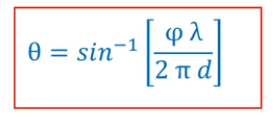 θ = sin⁻¹ [φ λ / 2 π d]